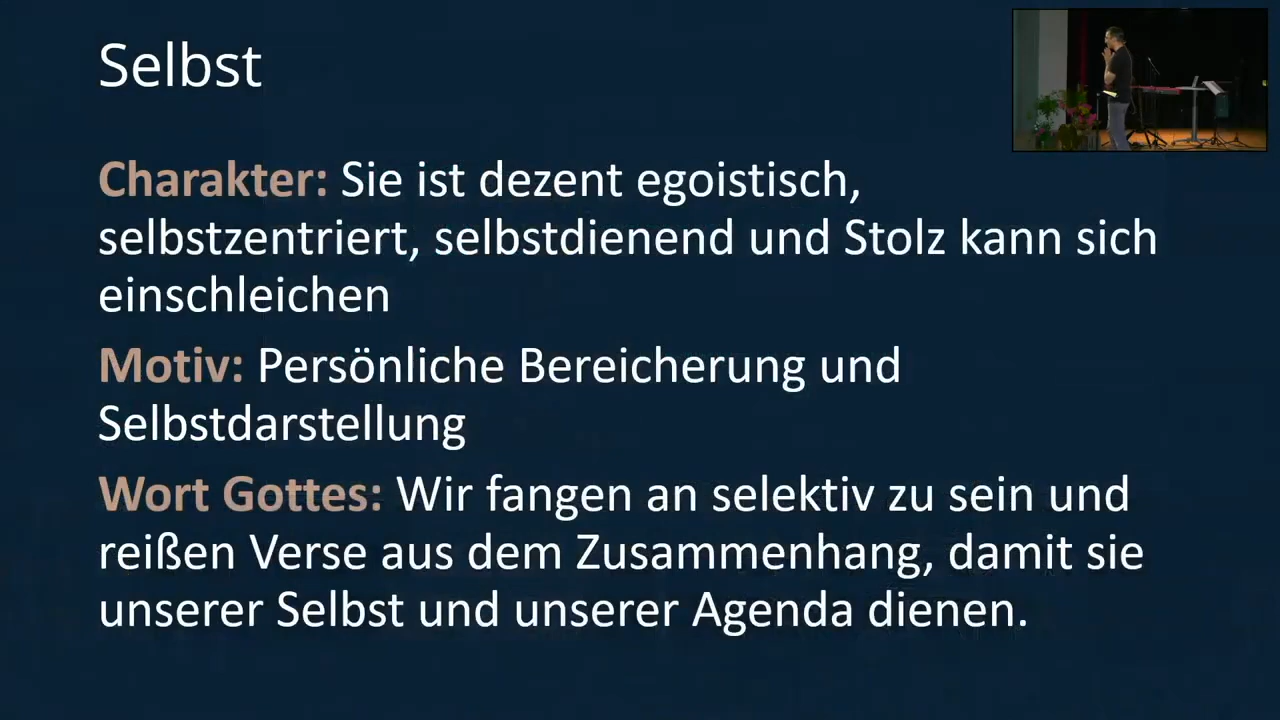 Selbst
Charakter: Sie ist dezent egoistisch,
selbstzentriert, selbstdienend und Stolz kann sich
einschleichen
Motiv: Persönliche Bereicherung und
Selbstdarstellung
Wort Gottes: Wir fangen an selektiv zu sein und
reißen Verse aus dem Zusammenhang, damit sie
unserer Selbst und unserer Agenda dienen.